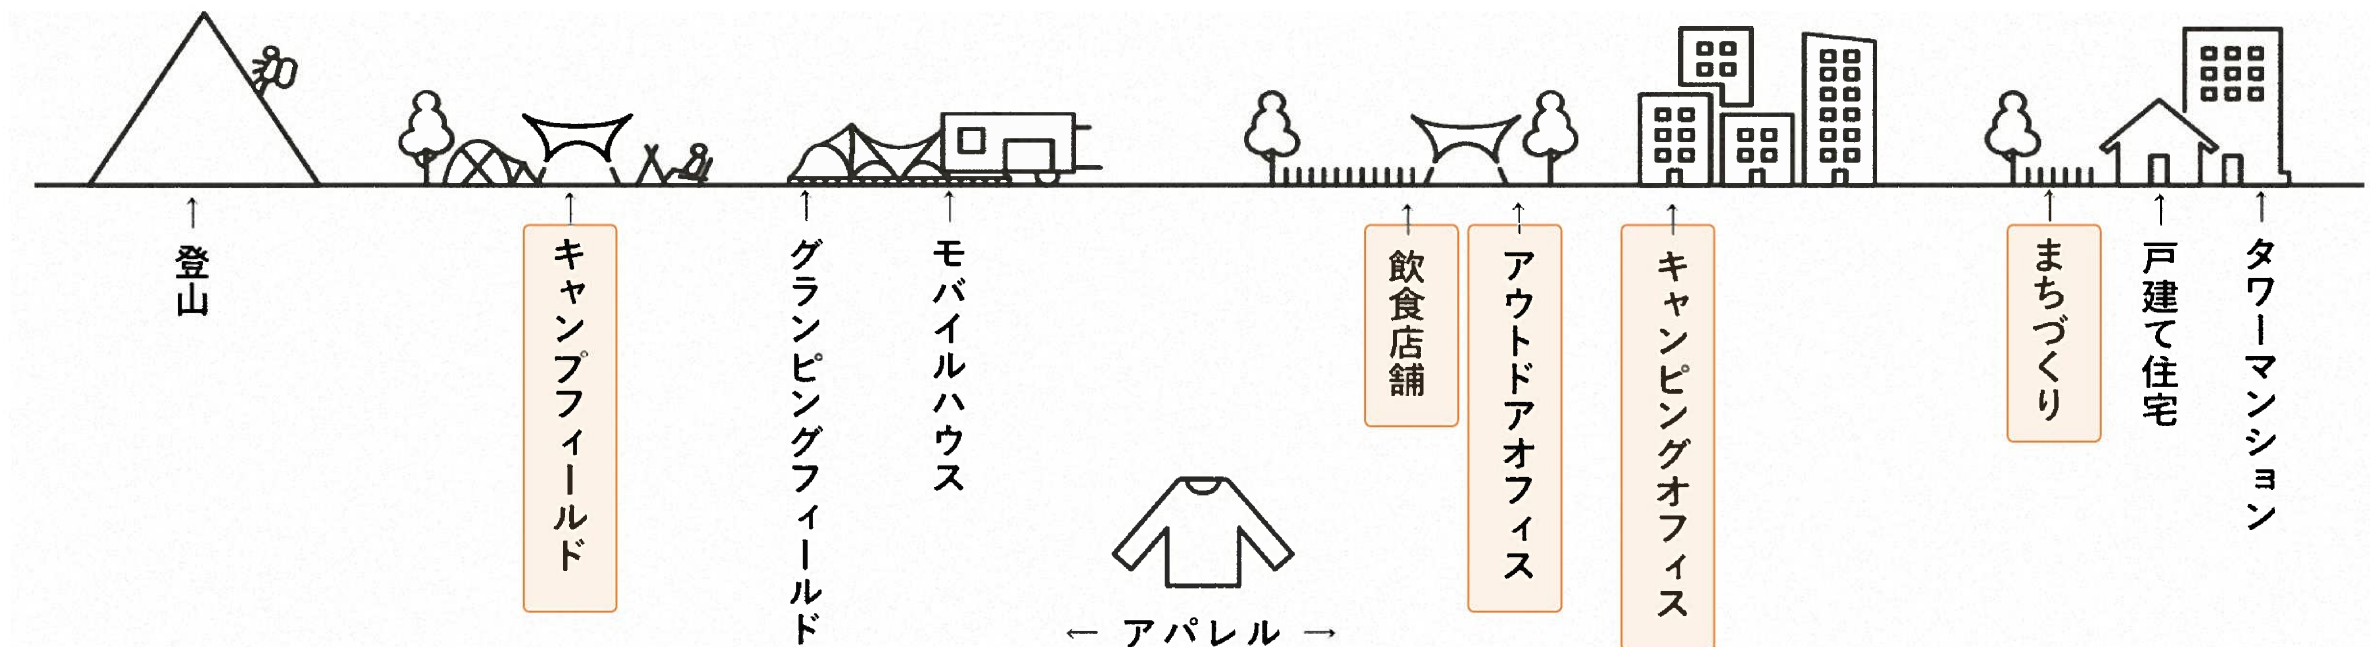 登山
キャンプフィールド
グランピングフィールド
モバイルハウス
← アパレル →
飲食店舗
アウトドアオフィス
キャンピングオフィス
まちづくり
戸建て住宅
タワーマンション